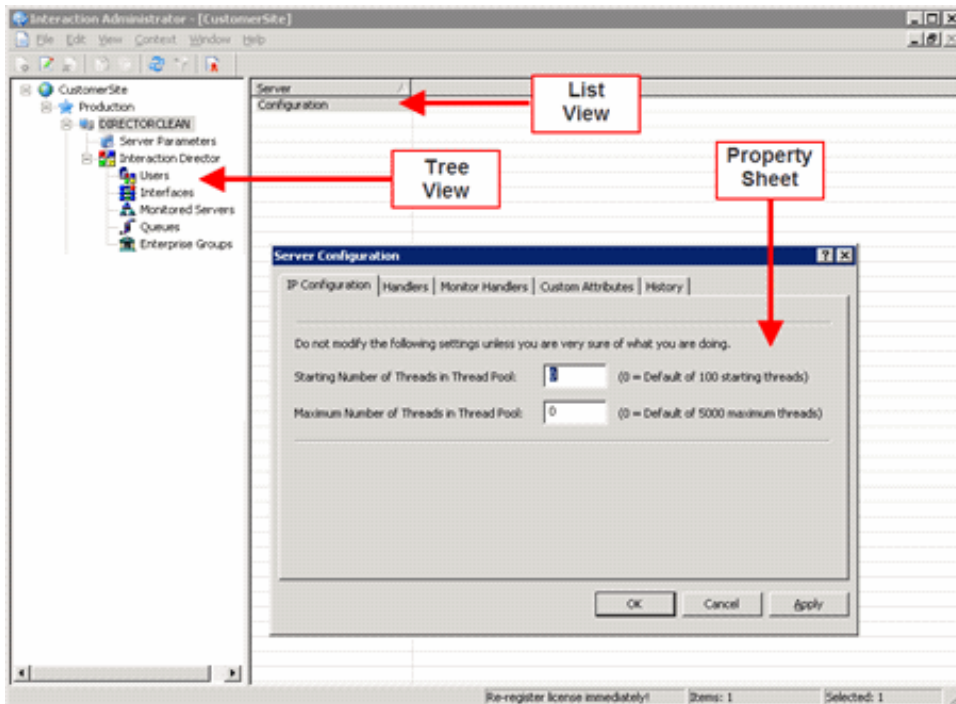 Interaction Administrator - [CustomerSite]
File Edit View Context Window Help
CustomerSite
Production
DIRECTORCLEAN
Server Parameters
Interaction Director
Users
Interfaces
Monitored Servers
Queues
Enterprise Groups
Server
Configuration
List
View
Tree
View
Property
Sheet
Server Configuration
IP Configuration Handlers Monitor Handlers Custom Attributes History
Do not modify the following settings unless you are very sure of what you are doing.
Starting Number of Threads in Thread Pool: 0 (0 = Default of 100 starting threads)
Maximum Number of Threads in Thread Pool: 0 (0 = Default of 5000 maximum threads)
OK Cancel Apply
Re-register license immediately! Items: 1 Selected: 1